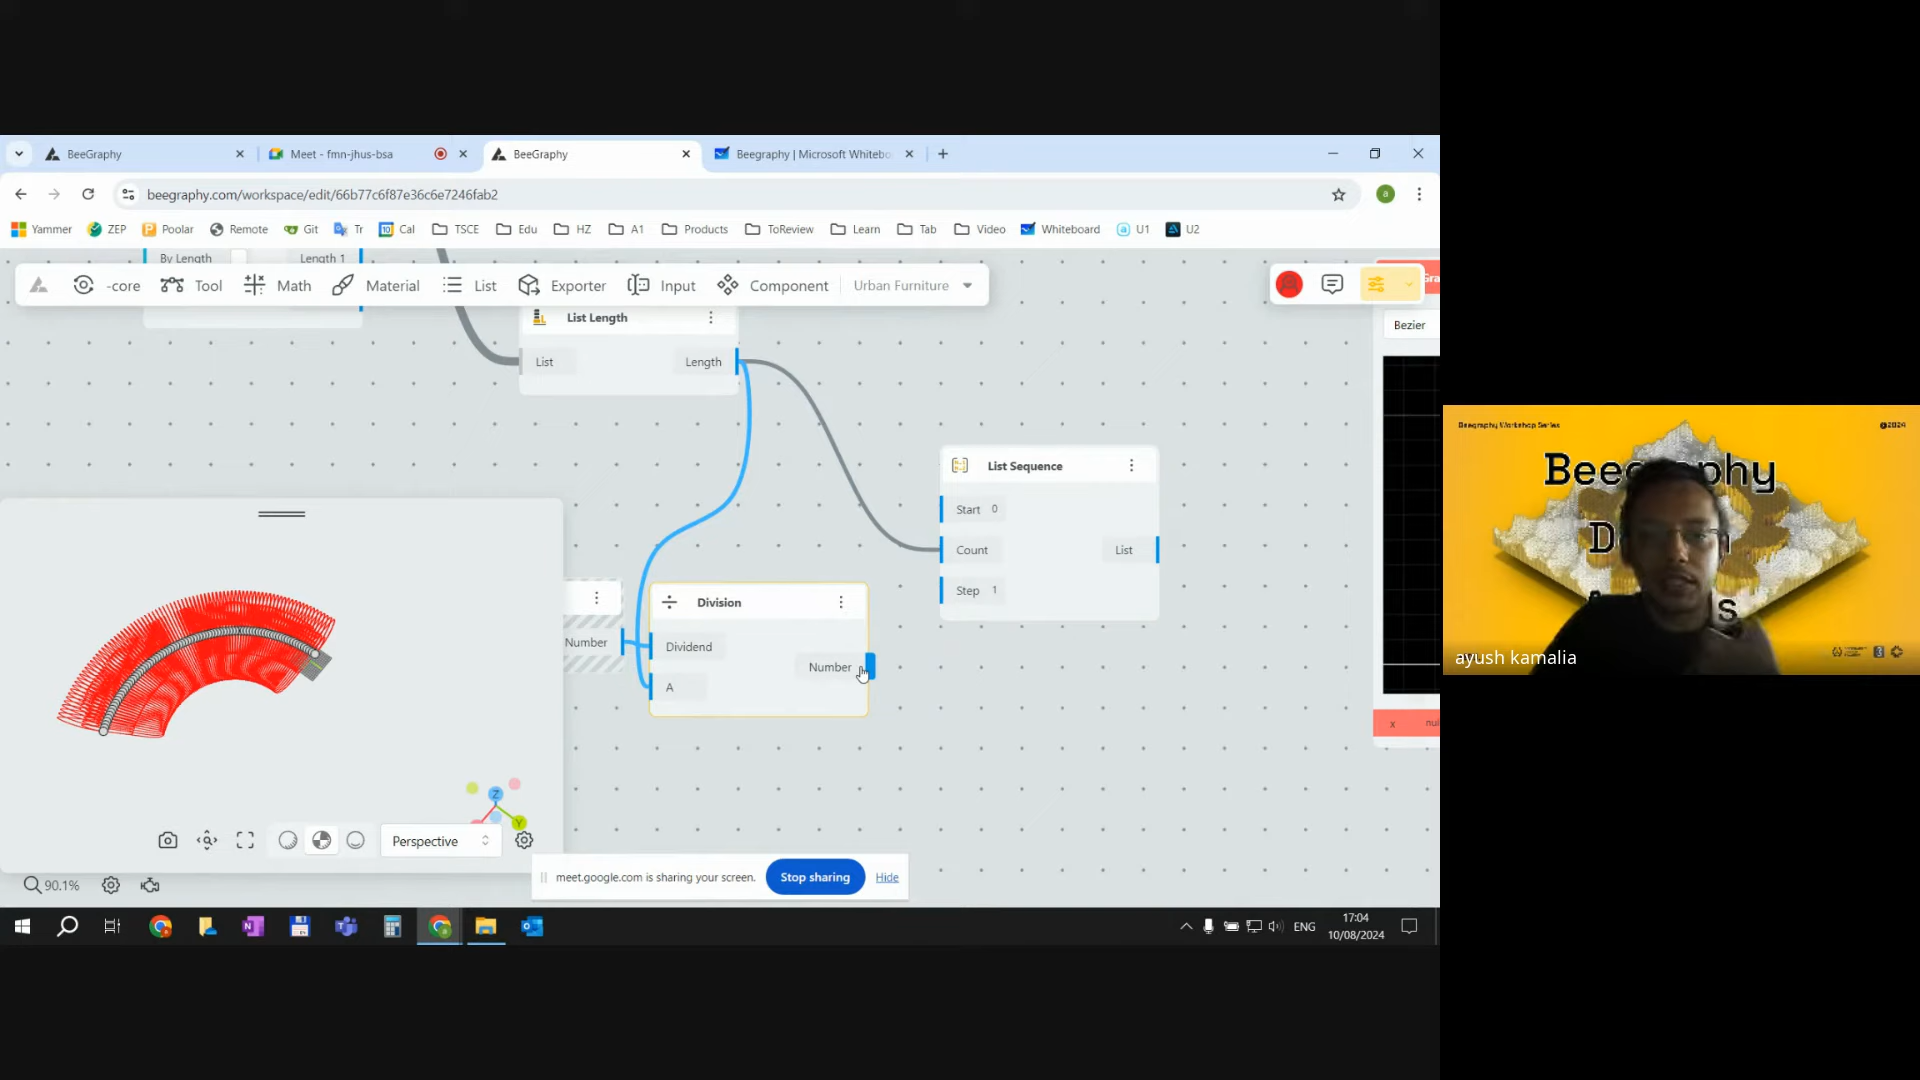 BeeGraphy
Meet - fmn-jhus-bsa
BeeGraphy
Beegraphy | Microsoft Whitebo
beegraphy.com/workspace/edit/66b77c6f87e36c6e7246fab2
a
Yammer
ZEP
Poolar
Remote
Git
Tr
Cal
TSCE
Edu
HZ
A1
Products
ToReview
Learn
Tab
Video
Whiteboard
U1
U2
By Length
Length 1
-core
Tool
Math
Material
List
Exporter
Input
Component
Urban Furniture
Bezier
List Length
List
Length
List Sequence
Start 0
Count
List
Step 1
Division
Number
Dividend
Number
A
x
Z
Y
Perspective
90.1%
meet.google.com is sharing your screen.
Stop sharing
Hide
ENG
17:04
10/08/2024
Beegraphy Workshop Series
©2024
ayush kamalia